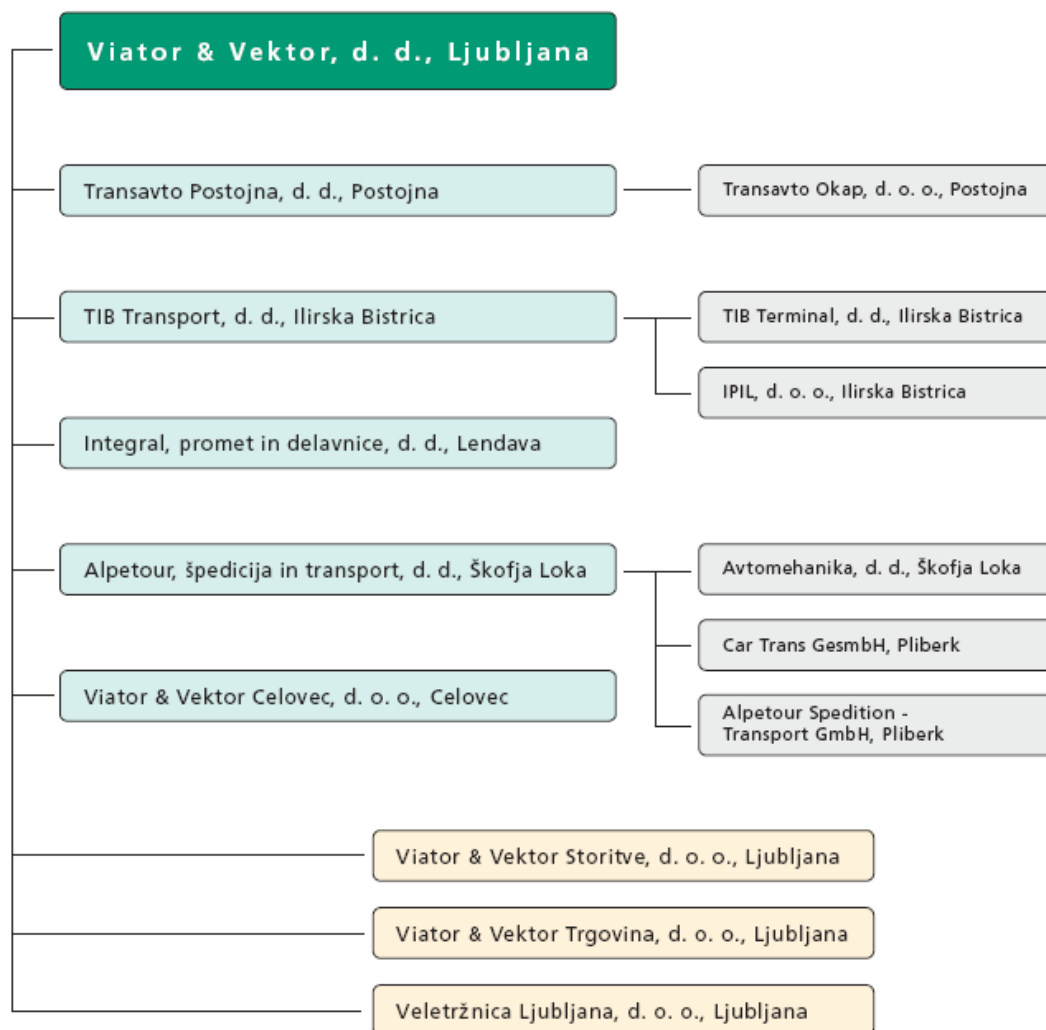 Viator & Vektor, d. d., Ljubljana
Transavto Postojna, d. d., Postojna
Transavto Okap, d. o. o., Postojna
TIB Transport, d. d., Ilirska Bistrica
TIB Terminal, d. d., Ilirska Bistrica
IPIL, d. o. o., Ilirska Bistrica
Integral, promet in delavnice, d. d., Lendava
Alpetour, špedicija in transport, d. d., Škofja Loka
Avtomehanika, d. d., Škofja Loka
Car Trans GesmbH, Pliberk
Alpetour Spedition -
Transport GmbH, Pliberk
Viator & Vektor Celovec, d. o. o., Celovec
Viator & Vektor Storitve, d. o. o., Ljubljana
Viator & Vektor Trgovina, d. o. o., Ljubljana
Veletržnica Ljubljana, d. o. o., Ljubljana